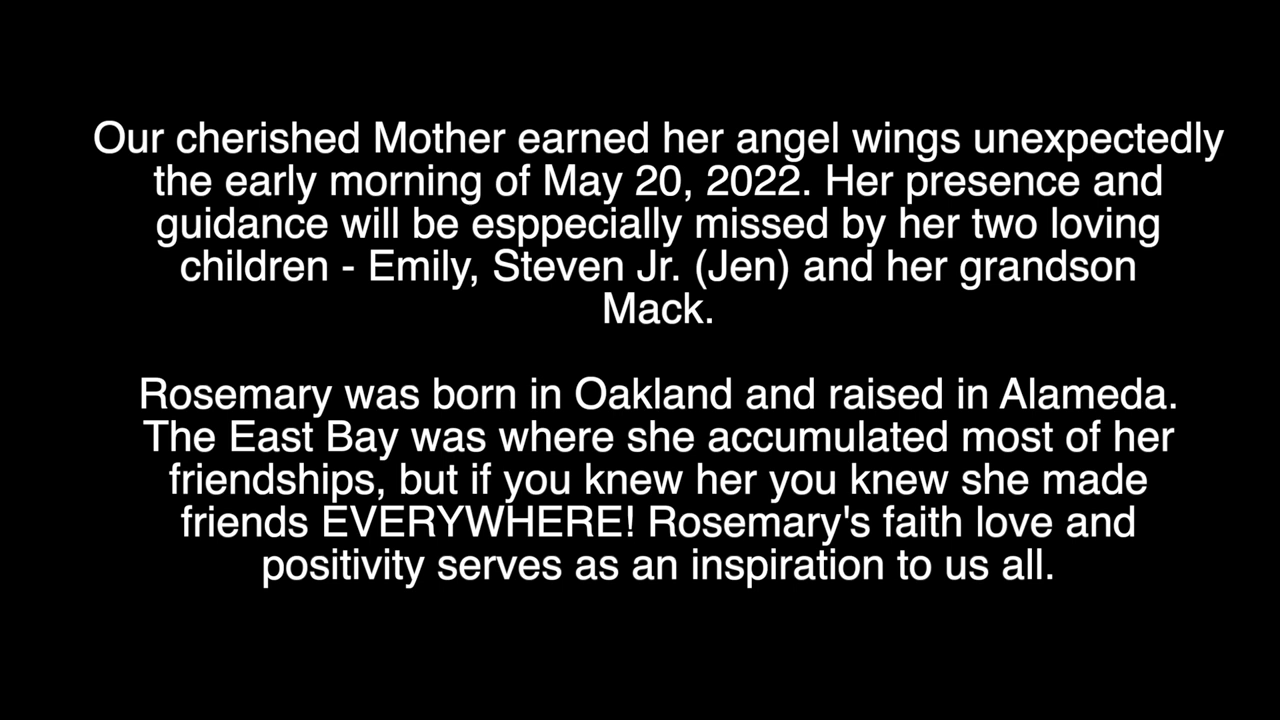 Our cherished Mother earned her angel wings unexpectedly
the early morning of May 20, 2022. Her presence and
guidance will be esppecially missed by her two loving
children - Emily, Steven Jr. (Jen) and her grandson
Mack.
Rosemary was born in Oakland and raised in Alameda.
The East Bay was where she accumulated most of her
friendships, but if you knew her you knew she made
friends EVERYWHERE! Rosemary's faith love and
positivity serves as an inspiration to us all.